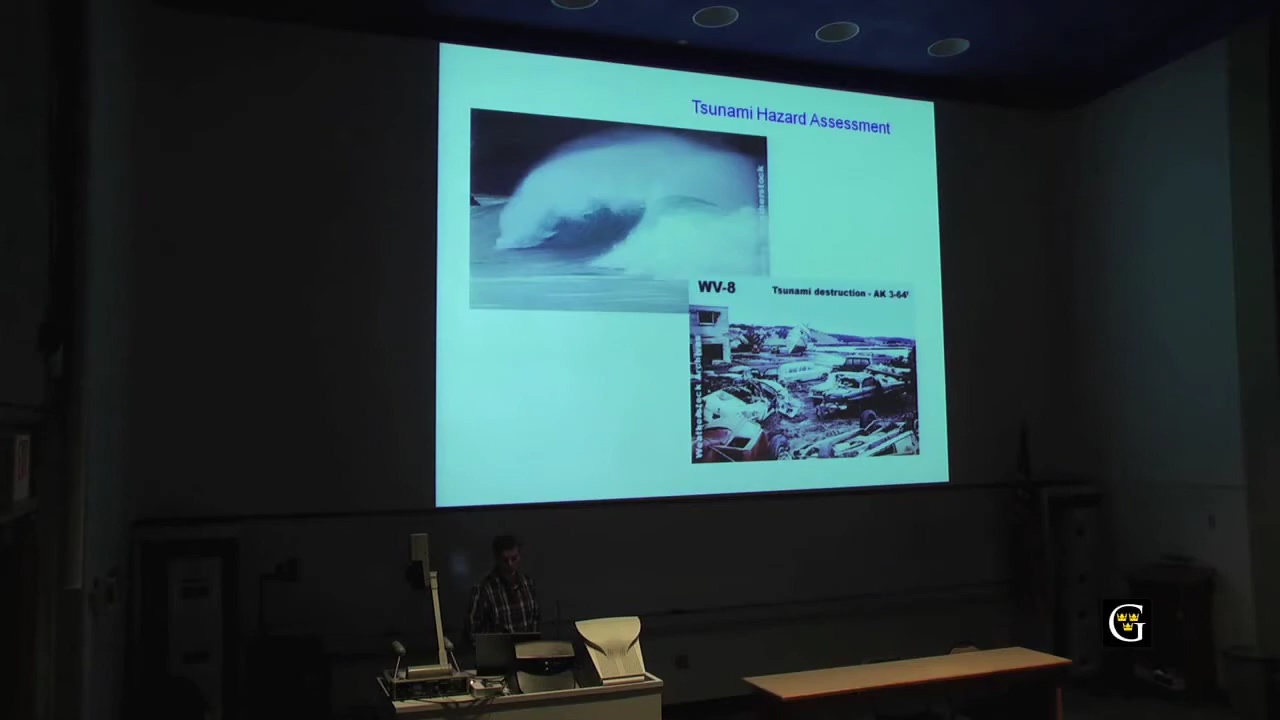 Tsunami Hazard Assessment
WV-8
Tsunami destruction - AK 3-64'
G